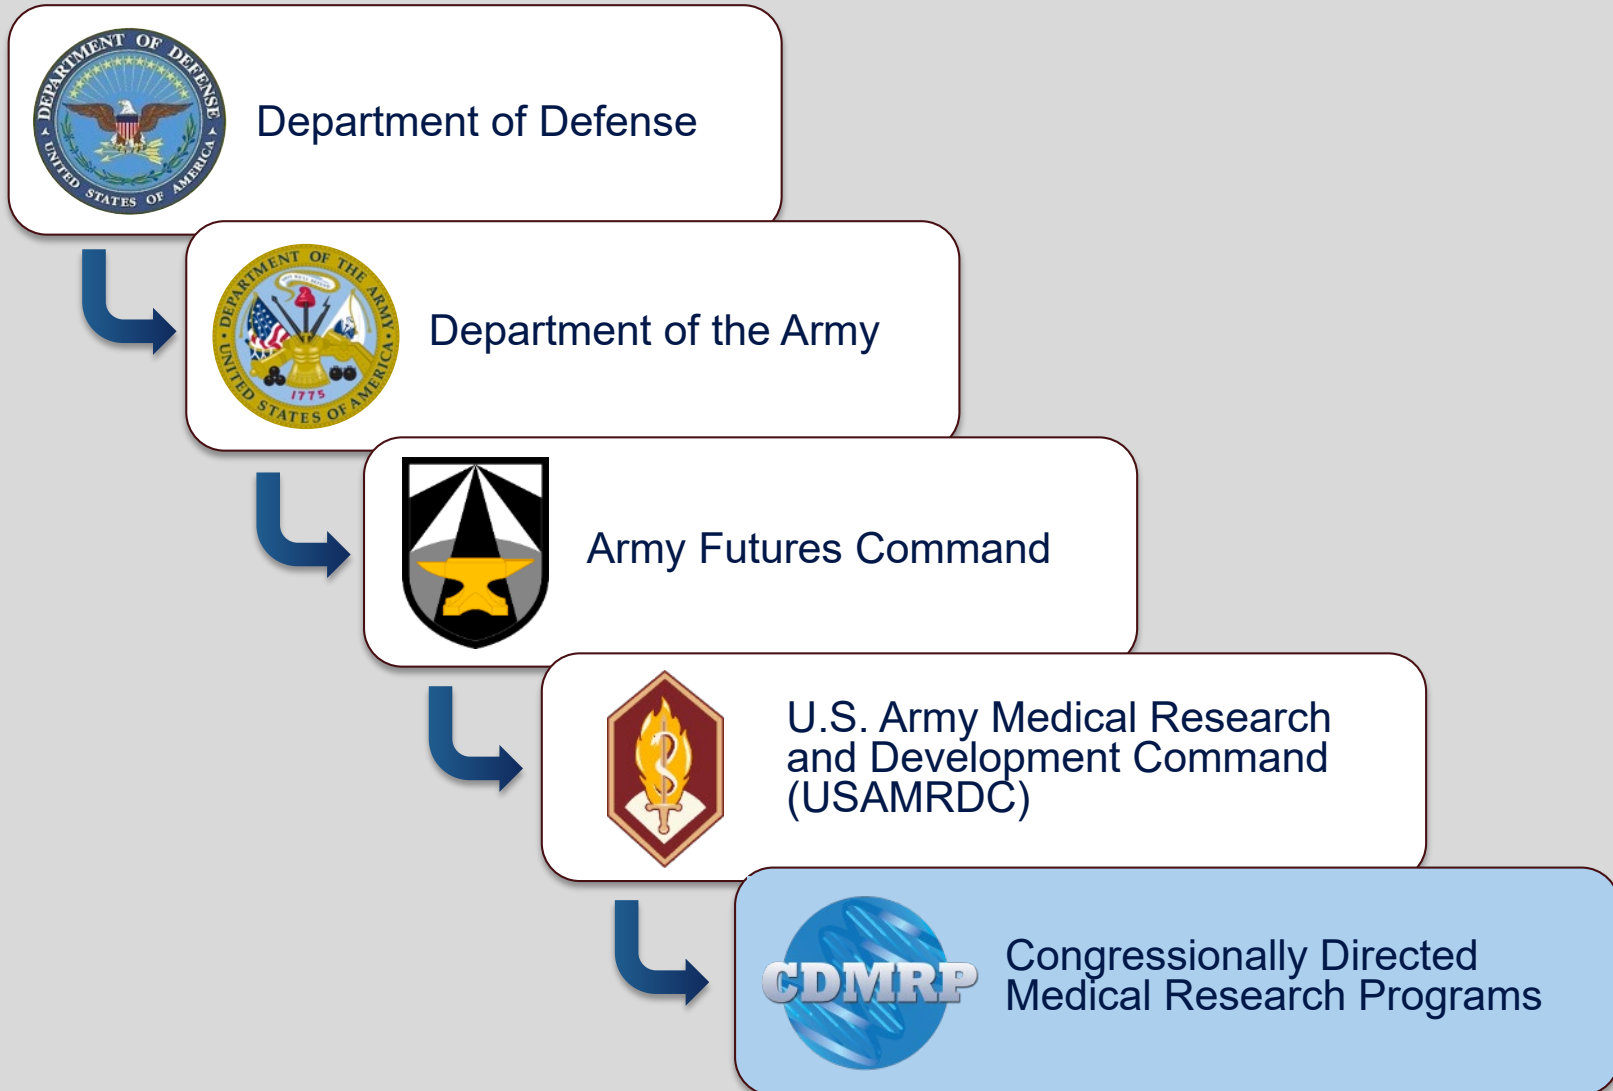 DEPARTMENT OF DEFENSE
UNITED STATES OF AMERICA
Department of Defense
DEPARTMENT OF THE ARMY
1775
UNITED STATES OF AMERICA
Department of the Army
Army Futures Command
U.S. Army Medical Research
and Development Command
(USAMRDC)
CDMRP
Congressionally Directed
Medical Research Programs